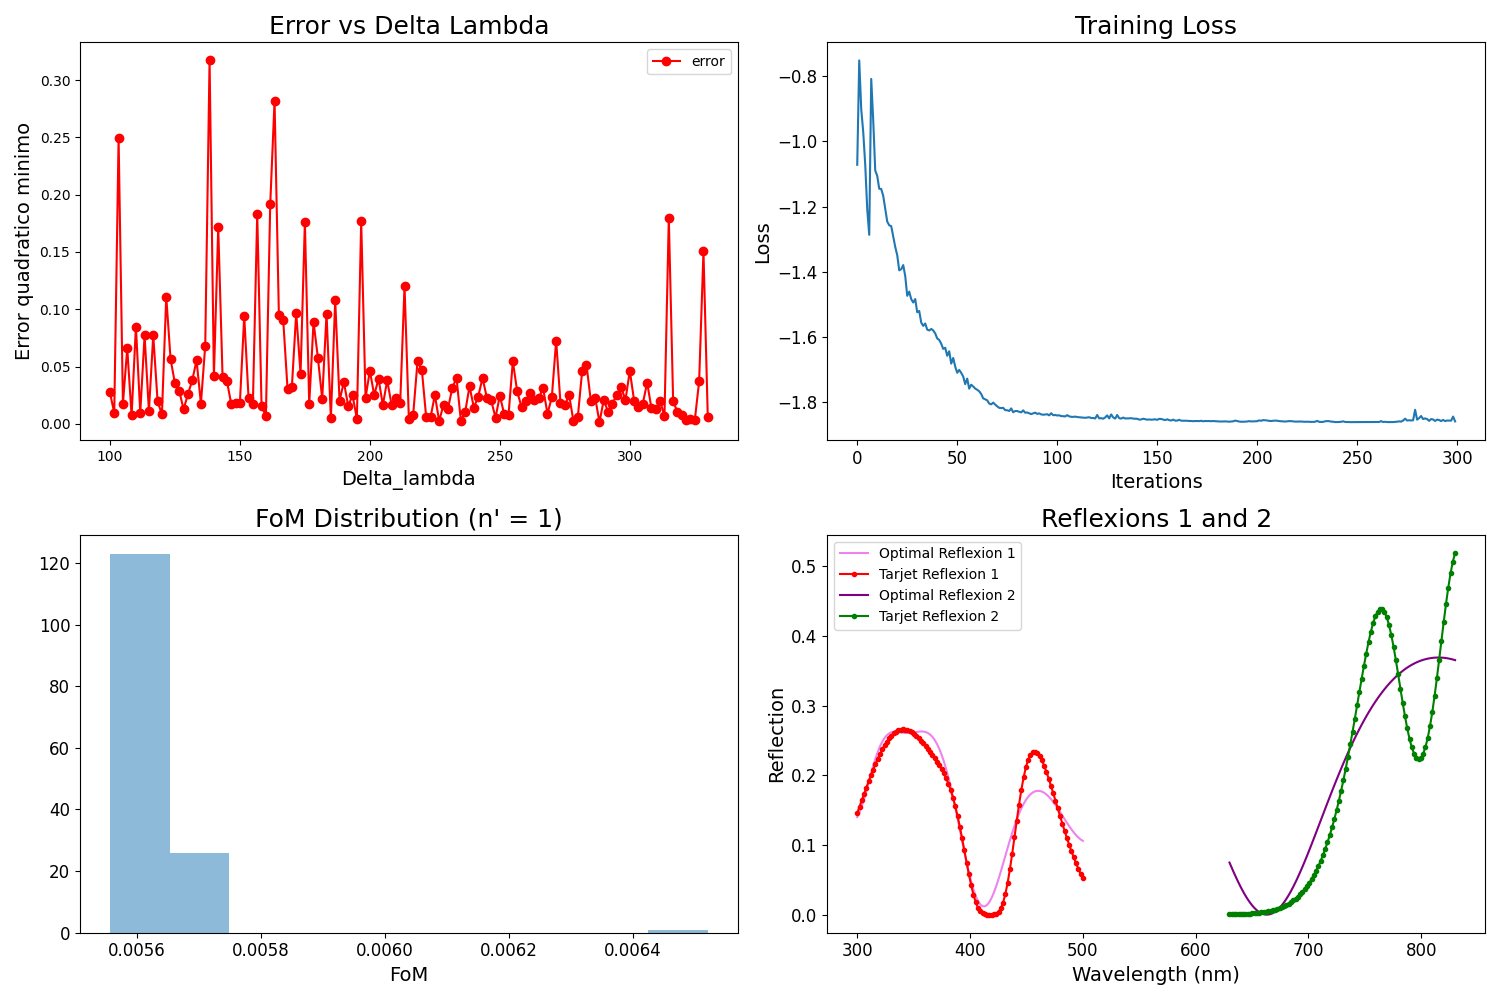 Error vs Delta Lambda
Error quadratico minimo
0.30
0.25
0.20
0.15
0.10
0.05
0.00
error
100 150 200 250 300
Delta_lambda
Training Loss
Loss
−0.8
−1.0
−1.2
−1.4
−1.6
−1.8
0 50 100 150 200 250 300
Iterations
FoM Distribution (n' = 1)
120
100
80
60
40
20
0
0.0056 0.0058 0.0060 0.0062 0.0064
FoM
Reflexions 1 and 2
Reflection
0.5
0.4
0.3
0.2
0.1
0.0
Optimal Reflexion 1
Tarjet Reflexion 1
Optimal Reflexion 2
Tarjet Reflexion 2
300 400 500 600 700 800
Wavelength (nm)